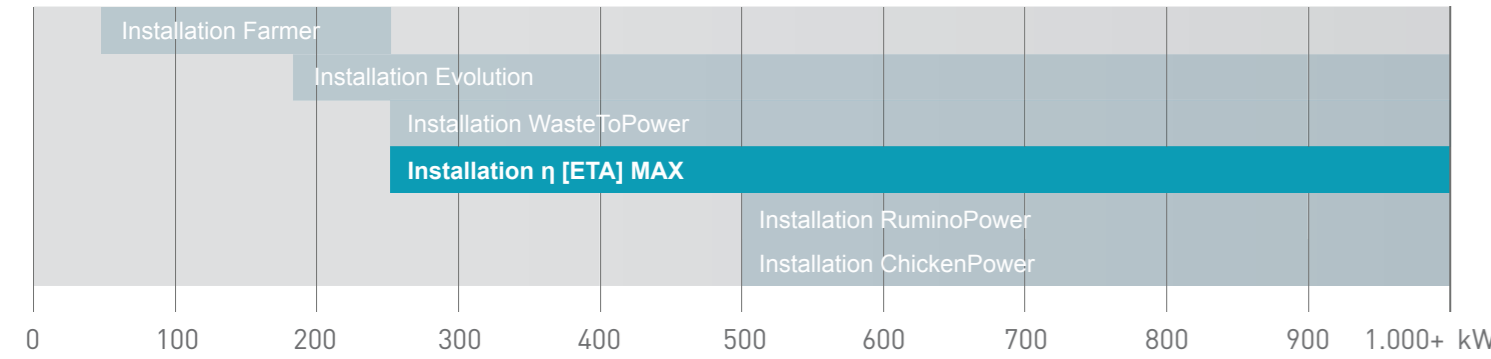 Installation Farmer
Installation Evolution
Installation WasteToPower
Installation η [ETA] MAX
Installation RuminoPower
Installation ChickenPower
0 100 200 300 400 500 600 700 800 900 1.000+ kW